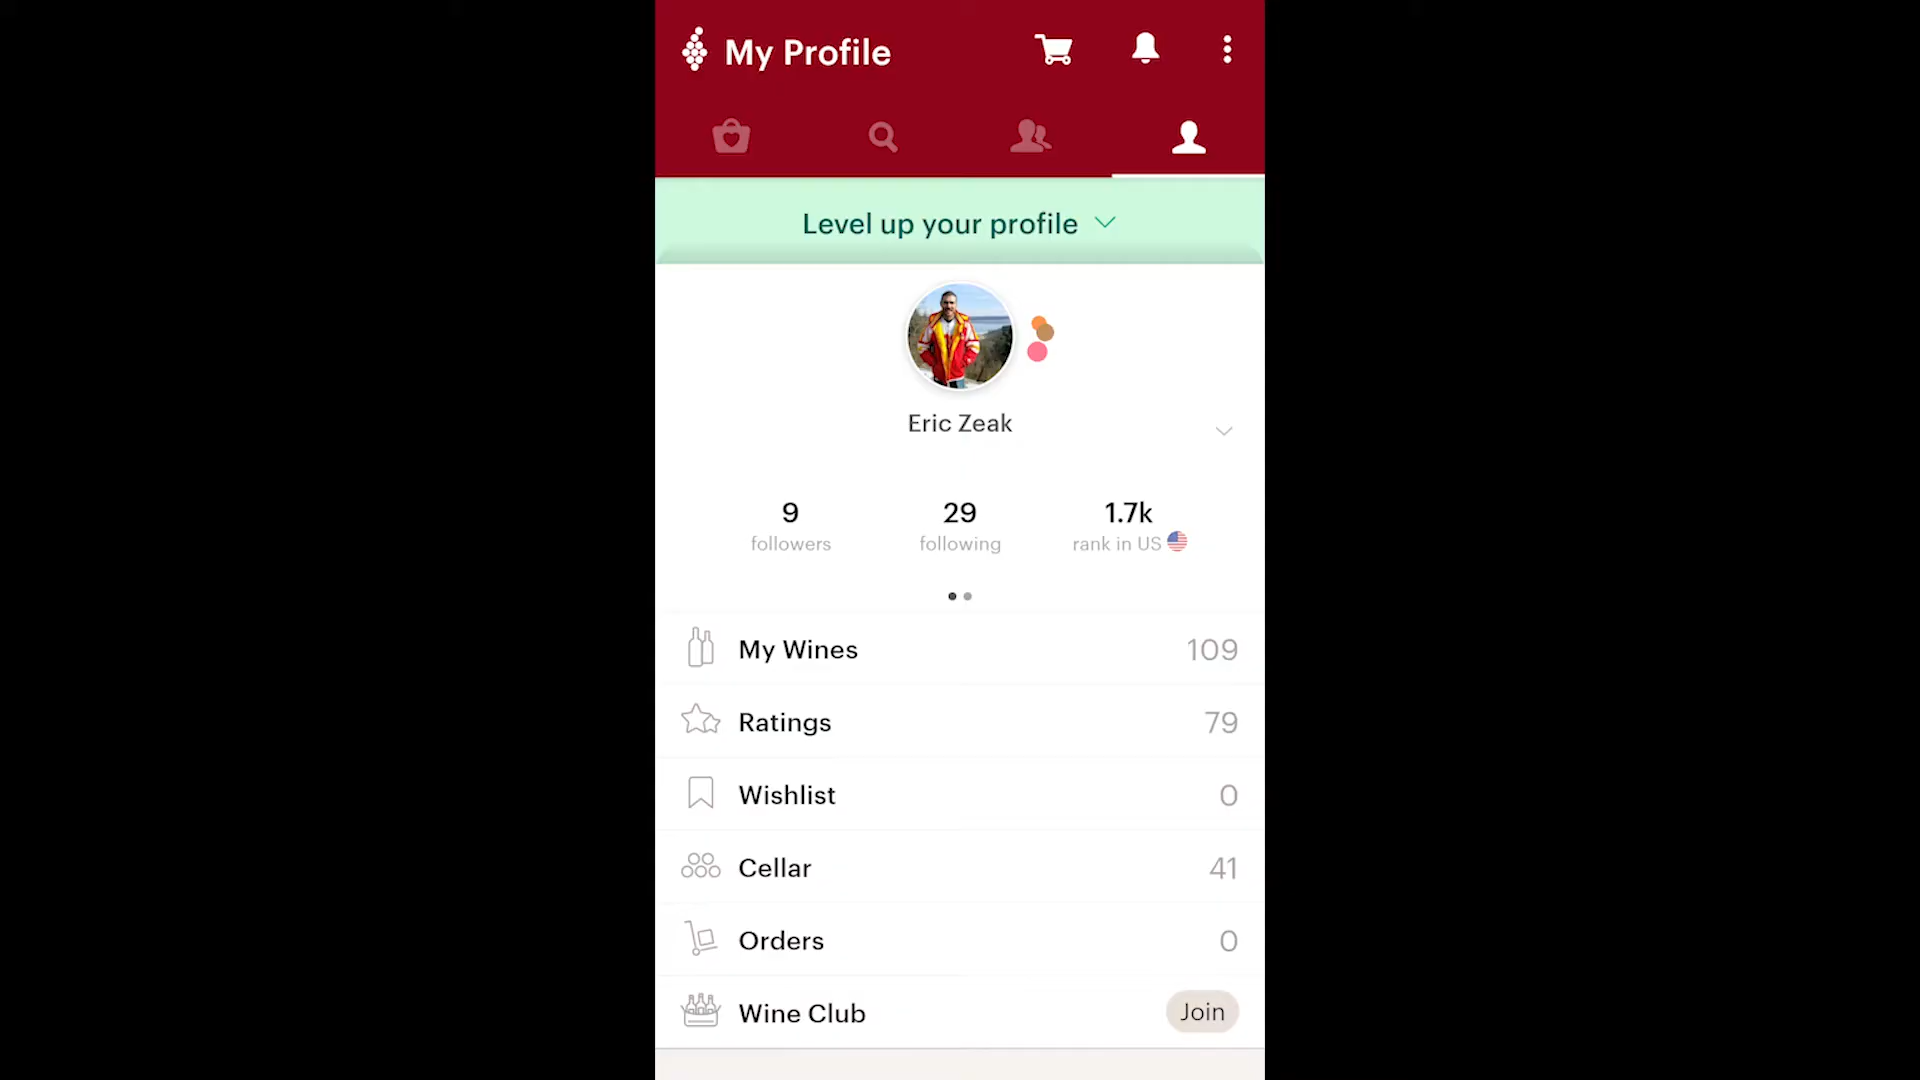 My Profile
Level up your profile
Eric Zeak
9
followers
29
following
1.7k
rank in US
My Wines
109
Ratings
79
Wishlist
0
Cellar
41
Orders
0
Wine Club
Join